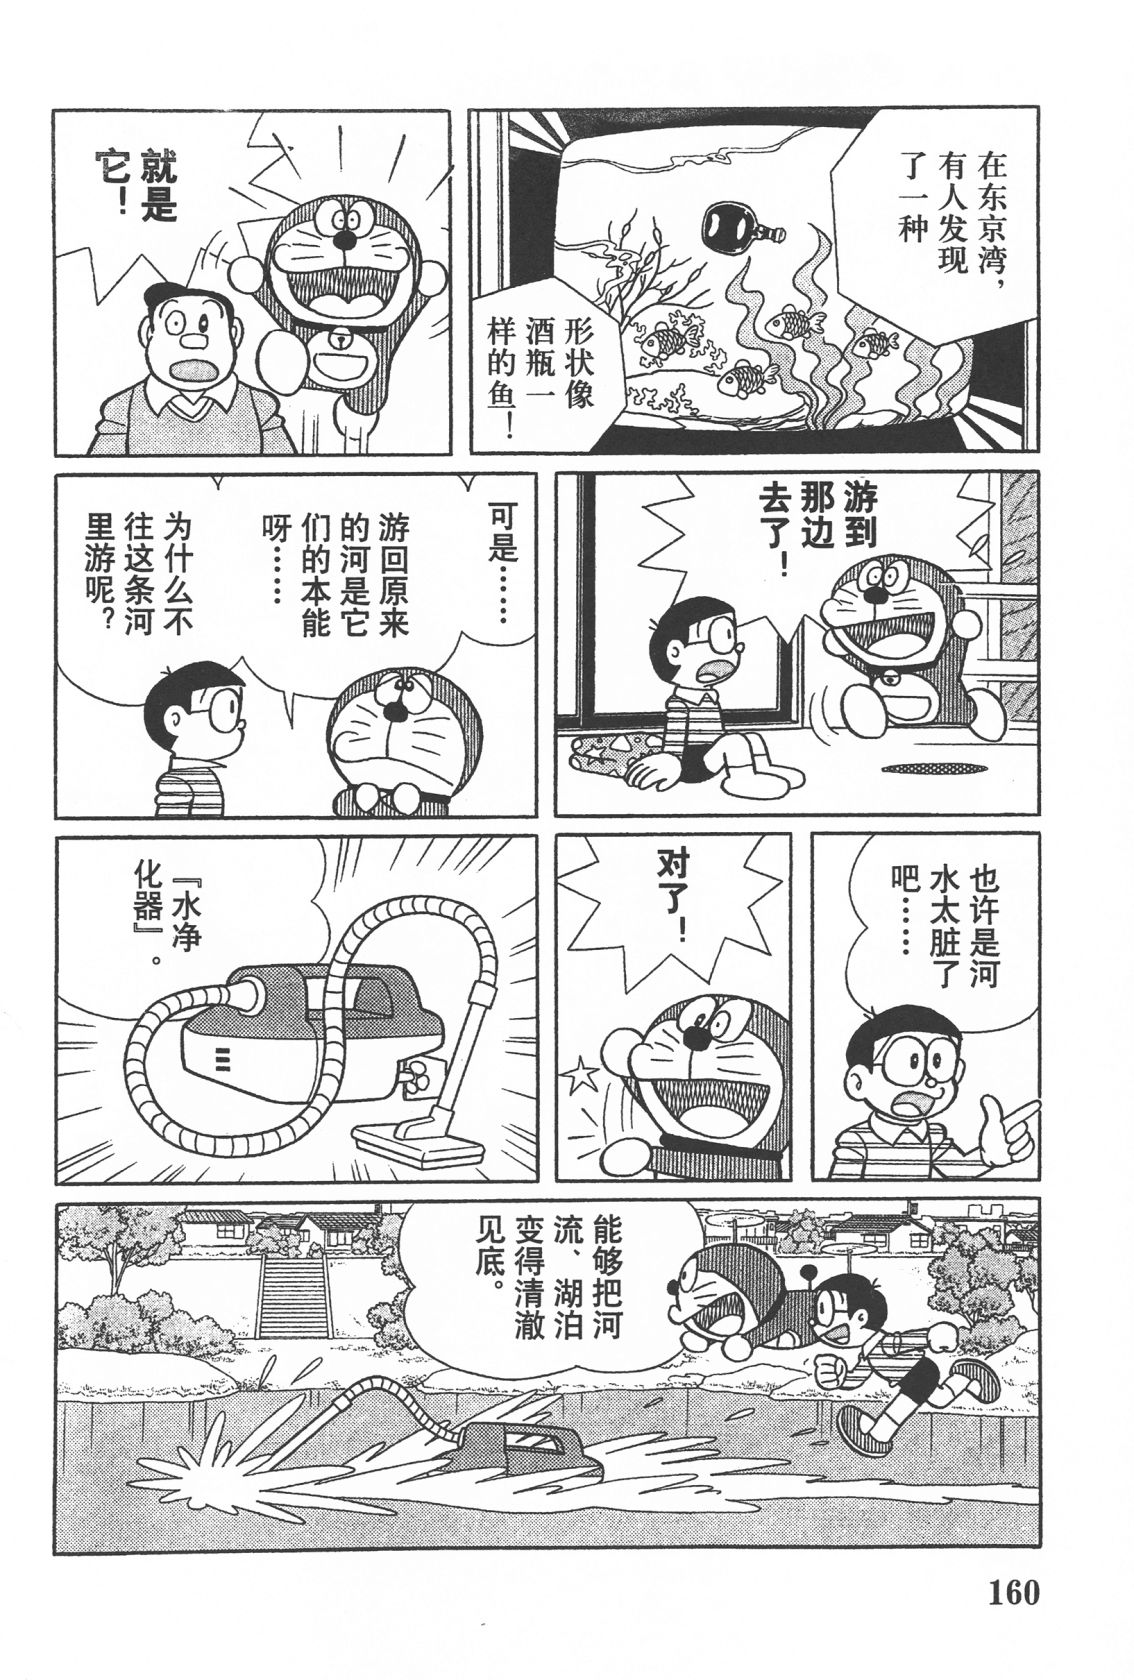 在东京湾，
有人发现
了一种
形状像
酒瓶一
样的鱼！
就是
它！
游到
那边
去了！
可是……
游回原来
的河是它
们的本能
呀……
为什么不
往这条河
里游呢？
也许是河
水太脏了
吧……
对了！
『水净
化器』。
能够把河
流、湖泊
变得清澈
见底。
160